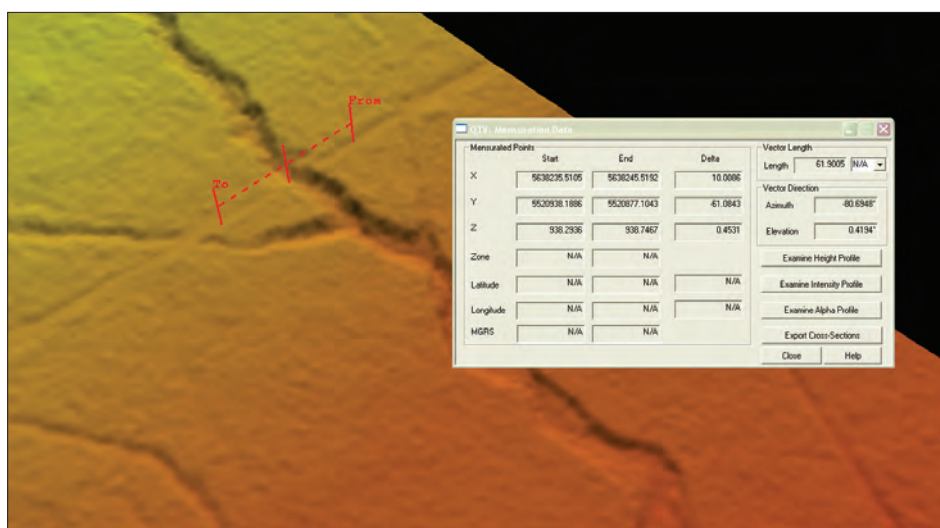 From
To
QTV: Mensuration Data
Mensurated Points
Start End Delta
X 5638235.5105 5638245.5192 10.0086
Y 5520938.1886 5520877.1043 -61.0843
Z 938.2936 938.7467 0.4531
Zone N/A N/A
Latitude N/A N/A N/A
Longitude N/A N/A N/A
MGRS N/A N/A
Vector Length
Length 61.9005 N/A
Vector Direction
Azimuth -80.6948°
Elevation 0.4194°
Examine Height Profile
Examine Intensity Profile
Examine Alpha Profile
Export Cross-Sections
Close Help